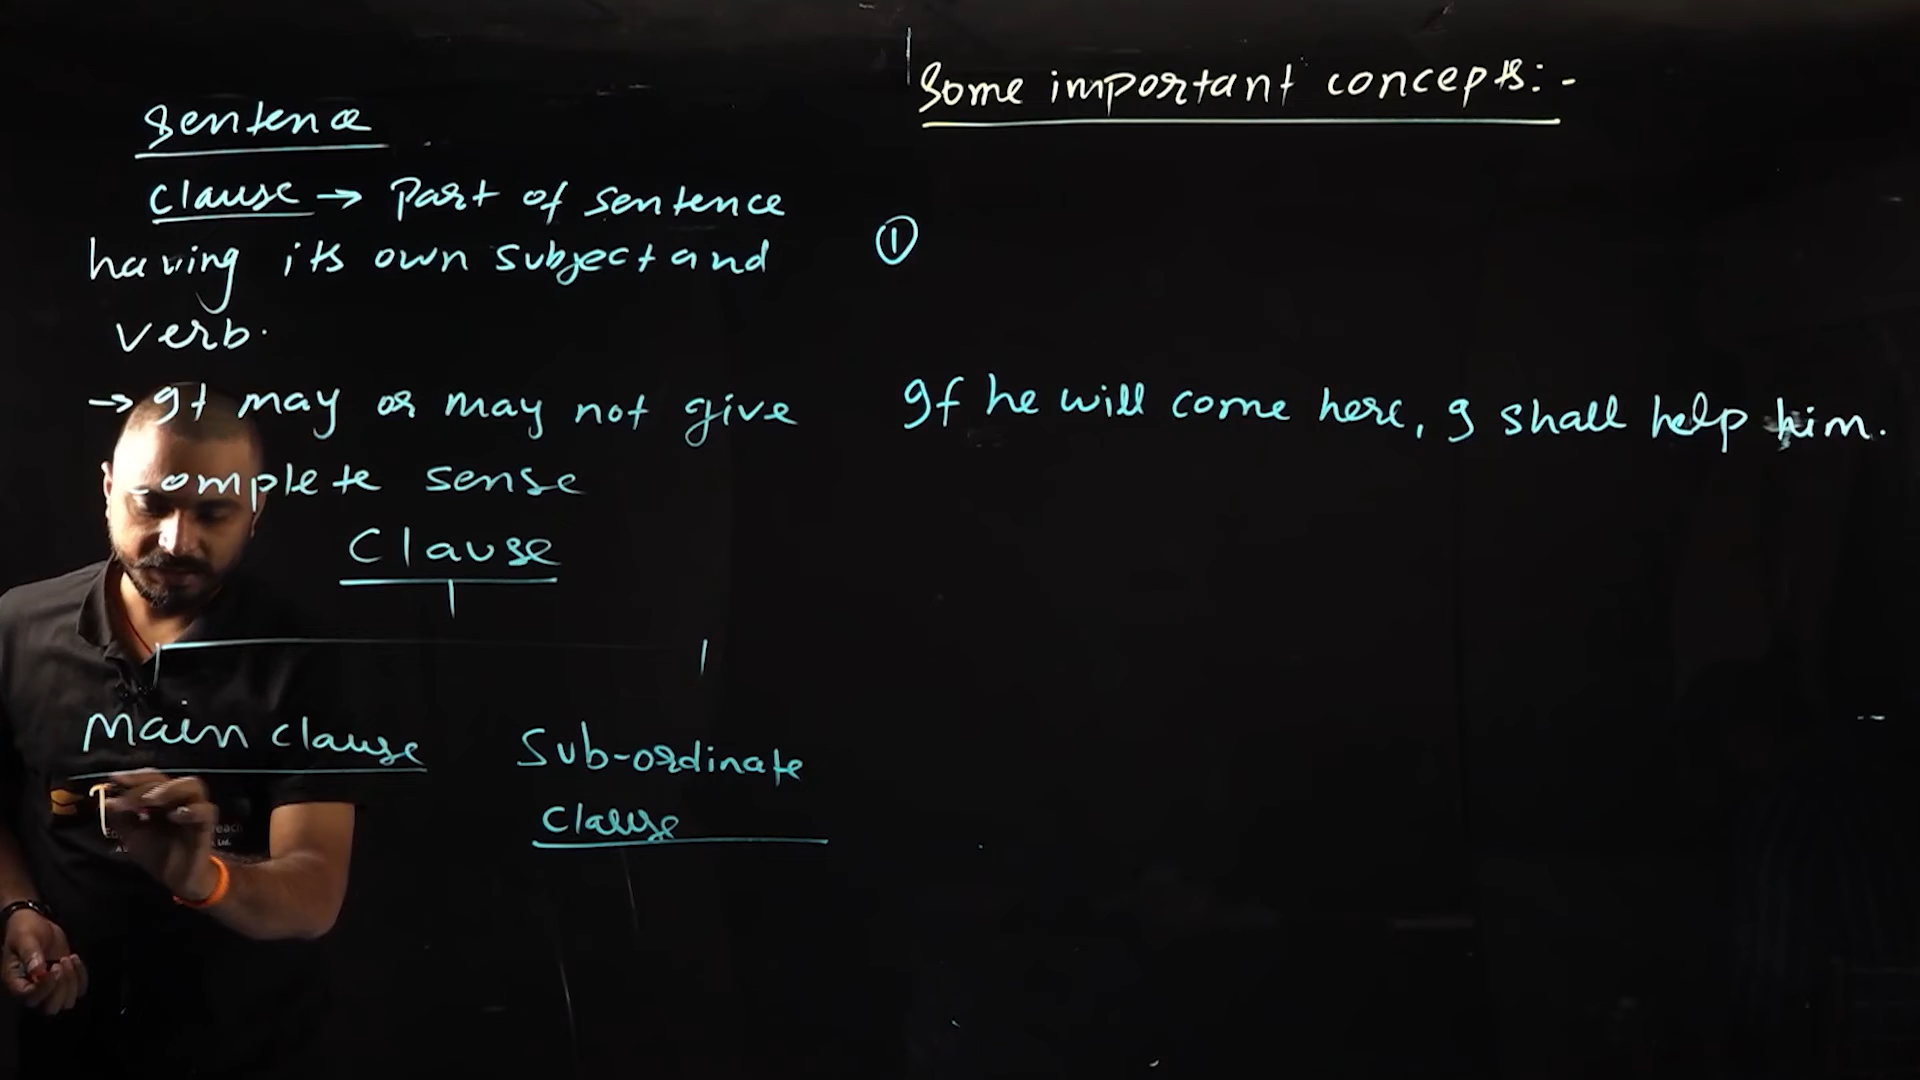 Sentence
Clause → Part of sentence
having its own subject and
verb.
→ It may or may not give
complete sense
Clause
Main clause
Sub-ordinate
Clause
Some important concepts:-
①
If he will come here, I shall help him.